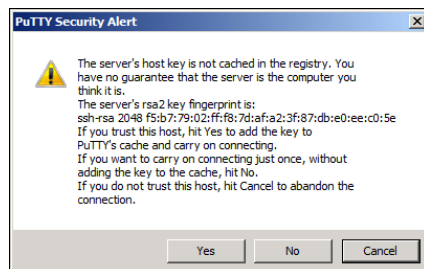 PuTTY Security Alert
The server's host key is not cached in the registry. You
have no guarantee that the server is the computer you
think it is.
The server's rsa2 key fingerprint is:
ssh-rsa 2048 f5:b7:79:02:ff:f8:7d:af:a2:3f:87:db:e0:ee:c0:5e
If you trust this host, hit Yes to add the key to
PuTTY's cache and carry on connecting.
If you want to carry on connecting just once, without
adding the key to the cache, hit No.
If you do not trust this host, hit Cancel to abandon the
connection.
Yes
No
Cancel